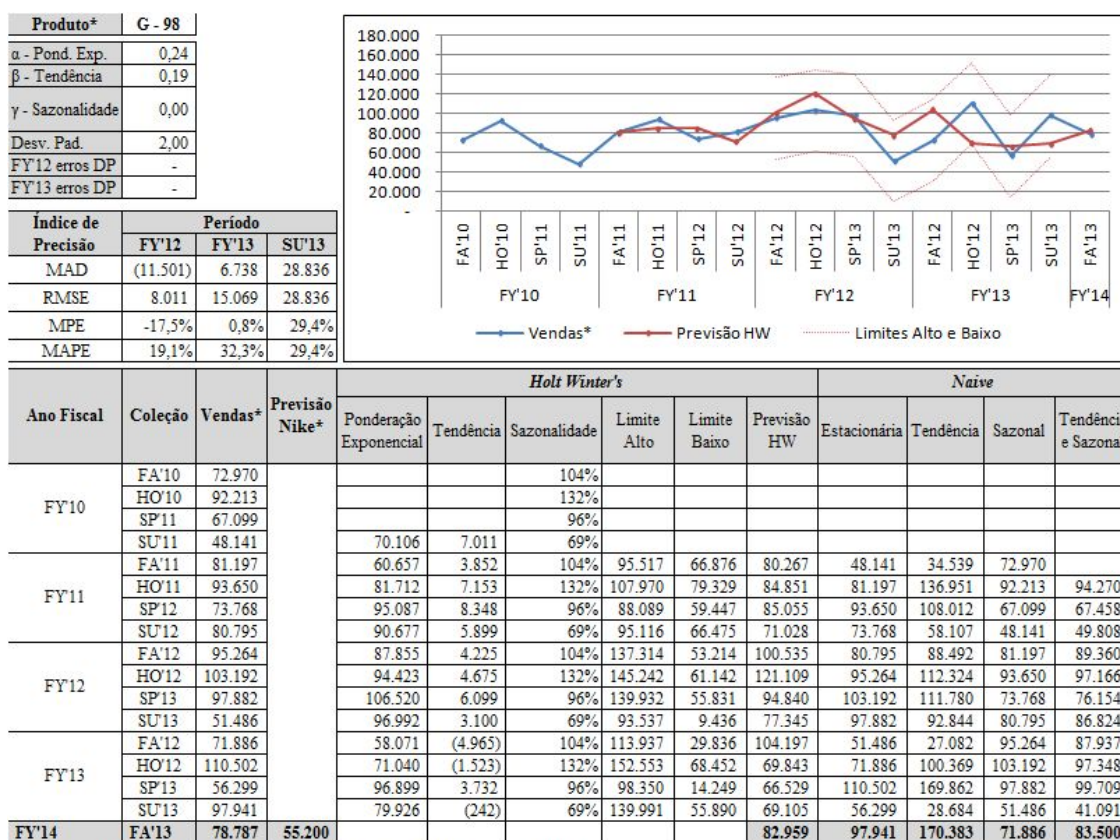 Produto* G - 98
α - Pond. Exp. 0,24
β - Tendência 0,19
γ - Sazonalidade 0,00
Desv. Pad. 2,00
FY'12 erros DP -
FY'13 erros DP -
Índice de Precisão Período
FY'12 FY'13 SU'13
MAD (11.501) 6.738 28.836
RMSE 8.011 15.069 28.836
MPE -17,5% 0,8% 29,4%
MAPE 19,1% 32,3% 29,4%
180.000
160.000
140.000
120.000
100.000
80.000
60.000
40.000
20.000
-
FA'10 HO'10 SP'11 SU'11 FA'11 HO'11 SP'12 SU'12 FA'12 HO'12 SP'13 SU'13 FA'12 HO'12 SP'13 SU'13 FA'13
FY'10 FY'11 FY'12 FY'13 FY'14
Vendas* Previsão HW Limites Alto e Baixo
Ano Fiscal Coleção Vendas* Previsão Nike* Holt Winter's Naive
Ponderação Exponencial Tendência Sazonalidade Limite Alto Limite Baixo Previsão HW Estacionária Tendência Sazonal Tendênci e Sazona
FY'10 FA'10 72.970 104%
HO'10 92.213 132%
SP'11 67.099 96%
SU'11 48.141 70.106 7.011 69%
FY'11 FA'11 81.197 60.657 3.852 104% 95.517 66.876 80.267 48.141 34.539 72.970
HO'11 93.650 81.712 7.153 132% 107.970 79.329 84.851 81.197 136.951 92.213 94.270
SP'12 73.768 95.087 8.348 96% 88.089 59.447 85.055 93.650 108.012 67.099 67.458
SU'12 80.795 90.677 5.899 69% 95.116 66.475 71.028 73.768 58.107 48.141 49.808
FY'12 FA'12 95.264 87.855 4.225 104% 137.314 53.214 100.535 80.795 88.492 81.197 89.360
HO'12 103.192 94.423 4.675 132% 145.242 61.142 121.109 95.264 112.324 93.650 97.166
SP'13 97.882 106.520 6.099 96% 139.932 55.831 94.840 103.192 111.780 73.768 76.154
SU'13 51.486 96.992 3.100 69% 93.537 9.436 77.345 97.882 92.844 80.795 86.824
FY'13 FA'12 71.886 58.071 (4.965) 104% 113.937 29.836 104.197 51.486 27.082 95.264 87.937
HO'12 110.502 71.040 (1.523) 132% 152.553 68.452 69.843 71.886 100.369 103.192 97.348
SP'13 56.299 96.899 3.732 96% 98.350 14.249 66.529 110.502 169.862 97.882 99.709
SU'13 97.941 79.926 (242) 69% 139.991 55.890 69.105 56.299 28.684 51.486 41.091
FY'14 FA'13 78.787 55.200 82.959 97.941 170.383 71.886 83.500